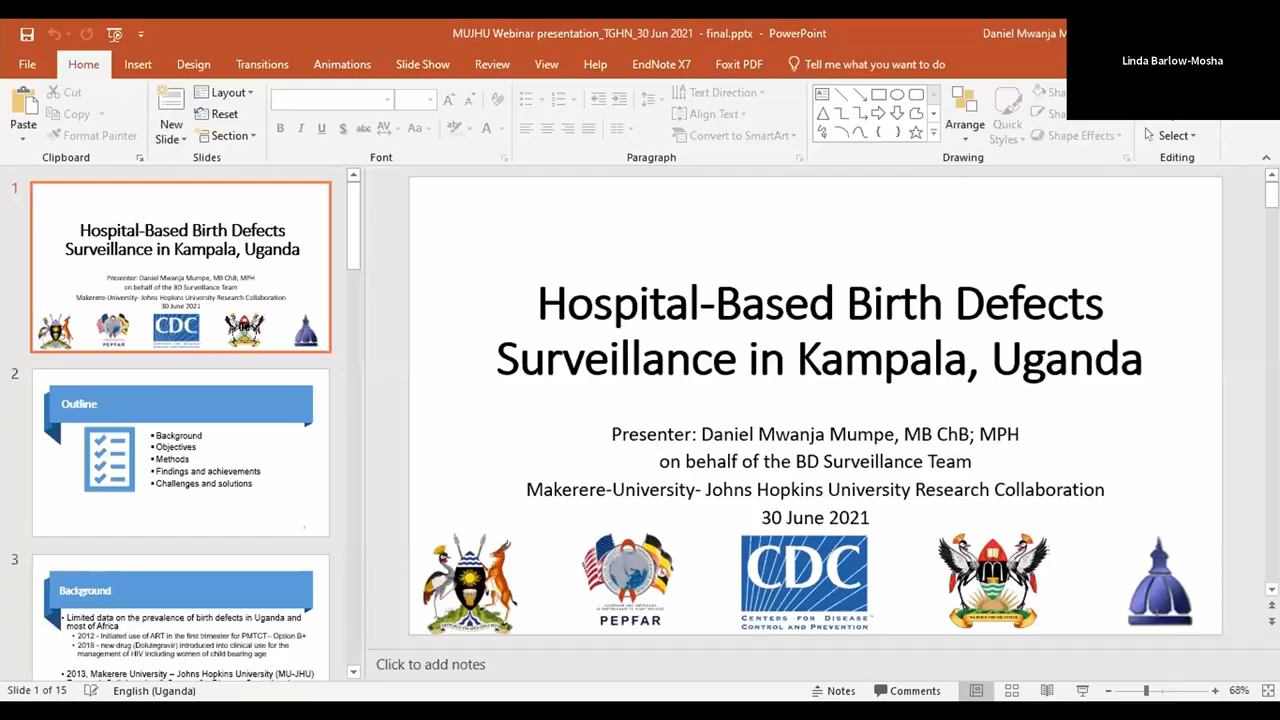 MUJHU Webinar presentation_TGHN_30 Jun 2021 - final.pptx - PowerPoint
Daniel Mwanja M
Linda Barlow-Mosha
File
Home
Insert
Design
Transitions
Animations
Slide Show
Review
View
Help
EndNote X7
Foxit PDF
Tell me what you want to do
Paste
Cut
Copy
Format Painter
Clipboard
New
Slide
Layout
Reset
Section
Slides
Font
Text Direction
Align Text
Convert to SmartArt
Paragraph
Arrange
Quick
Styles
Sha
Sha
Shape Effects
Drawing
Select
Editing
1
Hospital-Based Birth Defects
Surveillance in Kampala, Uganda
Presenter: Daniel Mwanja Mumpe, MB ChB; MPH
on behalf of the BD Surveillance Team
Makerere-University- Johns Hopkins University Research Collaboration
30 June 2021
PEPFAR
CDC
2
Outline
• Background
• Objectives
• Methods
• Findings and achievements
• Challenges and solutions
3
Background
• Limited data on the prevalence of birth defects in Uganda and
most of Africa
• 2012 - Initiated use of ART in the first trimester for PMTCT– Option B+
• 2018 - new drug (Dolutegravir) introduced into clinical use for the
management of HIV including women of child bearing age
• 2013, Makerere University – Johns Hopkins University (MU-JHU)
Hospital-Based Birth Defects
Surveillance in Kampala, Uganda
Presenter: Daniel Mwanja Mumpe, MB ChB; MPH
on behalf of the BD Surveillance Team
Makerere-University- Johns Hopkins University Research Collaboration
30 June 2021
PEPFAR
CDC
CENTERS FOR DISEASE
CONTROL AND PREVENTION
Click to add notes
Slide 1 of 15
English (Uganda)
Notes
Comments
68%